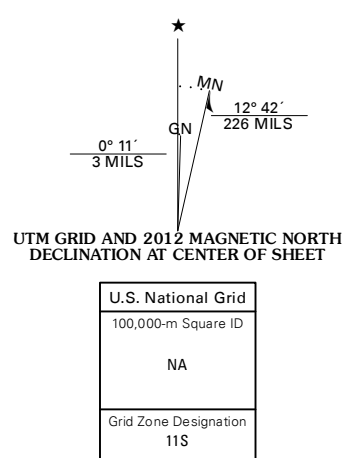 ★
MN
12° 42´
226 MILS
GN
0° 11´
3 MILS
UTM GRID AND 2012 MAGNETIC NORTH
DECLINATION AT CENTER OF SHEET
U.S. National Grid
100,000-m Square ID
NA
Grid Zone Designation
11S